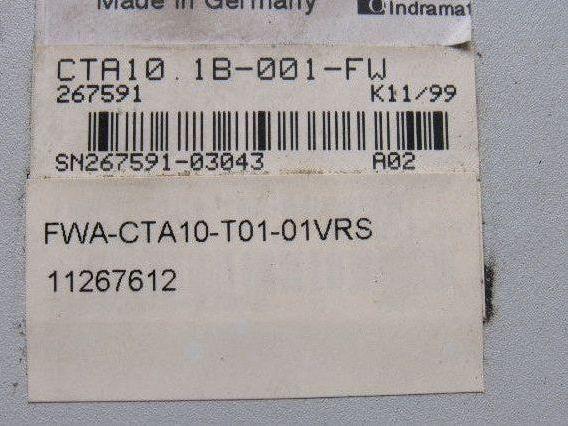 Made in Germany Indramat
CTA10.1B-001-FW
267591 K11/99
SN267591-03043 A02
FWA-CTA10-T01-01VRS
11267612